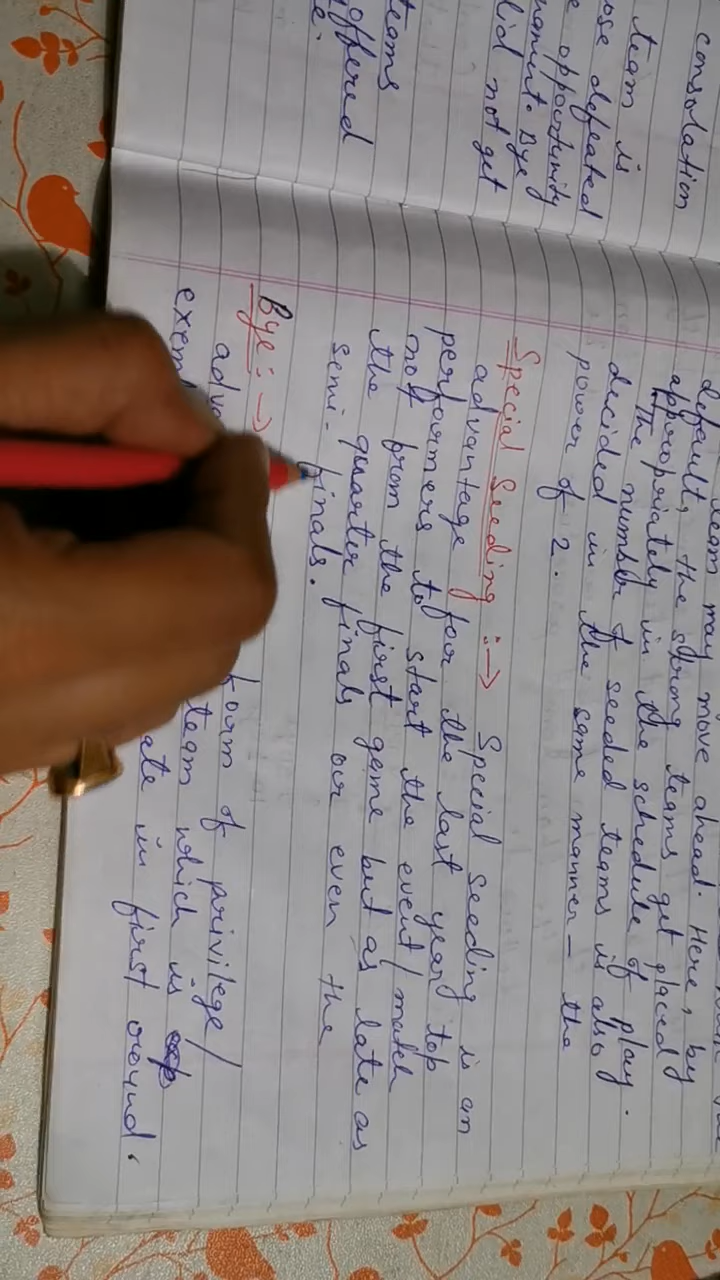 consolation
team is
ose defeated
e opportunity
nament. Bye
did not get
teams
offered
team may move ahead. Here, by
default, the strong teams get placed
appropriately in the schedule of play.
The number of seeded teams is also
decided in the same manner - the
power of 2.
Special Seeding :-> Special seeding is an
advantage for the last year top
performers to start the event/match
not from the first game but as late as
the quarter finals or even the
semi-finals.
Bye :-> form of privilege/
adva team which is
exem ate in first round.